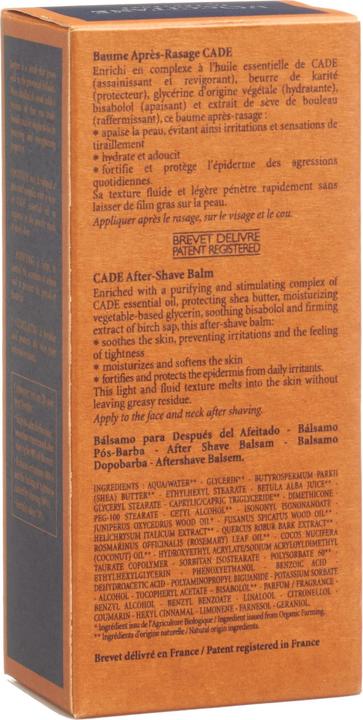 Baume Après-Rasage CADE
Enrichi en complexe à l'huile essentielle de CADE
(assainissant et revigorant), beurre de karité
(protecteur), glycérine d'origine végétale (hydratante),
bisabolol (apaisant) et extrait de sève de bouleau
(raffermissant), ce baume après-rasage :
* apaise la peau, évitant ainsi irritations et sensations de
tiraillement
* hydrate et adoucit
* fortifie et protège l'épiderme des agressions
quotidiennes.
Sa texture fluide et légère pénètre rapidement sans
laisser de film gras sur la peau.
Appliquer après le rasage, sur le visage et le cou.
BREVET DELIVRE
PATENT REGISTERED
CADE After-Shave Balm
Enriched with a purifying and stimulating complex of
CADE essential oil, protecting shea butter, moisturizing
vegetable-based glycerin, soothing bisabolol and firming
extract of birch sap, this after-shave balm:
* soothes the skin, preventing irritations and the feeling
of tightness
* moisturizes and softens the skin
* fortifies and protects the epidermis from daily irritants.
This light and fluid texture melts into the skin without
leaving greasy residue.
Apply to the face and neck after shaving.
Bálsamo para Después del Afeitado - Bálsamo
Pós-Barba - After Shave Balsam - Balsamo
Dopobarba - Aftershave Balsem.
INGREDIENTS : AQUA/WATER** - GLYCERIN** - BUTYROSPERMUM PARKII
(SHEA) BUTTER** - ETHYLHEXYL STEARATE - BETULA ALBA JUICE** -
GLYCERYL STEARATE - CAPRYLIC/CAPRIC TRIGLYCERIDE** - DIMETHICONE
PEG-100 STEARATE - CETYL ALCOHOL** - ISONONYL ISONONANOATE
JUNIPERUS OXYCEDRUS WOOD OIL** - FUSANUS SPICATUS WOOD OIL**
HELICHRYSUM ITALICUM EXTRACT** - QUERCUS ROBUR BARK EXTRACT**
ROSMARINUS OFFICINALIS (ROSEMARY) LEAF OIL** - COCOS NUCIFERA
(COCONUT) OIL** - HYDROXYETHYL ACRYLATE/SODIUM ACRYLOYLDIMETHYL
TAURATE COPOLYMER - SORBITAN ISOSTEARATE - POLYSORBATE 60**
ETHYLHEXYLGLYCERIN - PHENOXYETHANOL - BENZOIC ACID
DEHYDROACETIC ACID - POLYAMINOPROPYL BIGUANIDE - POTASSIUM SORBATE
- ALCOHOL - TOCOPHERYL ACETATE - BISABOLOL** - PARFUM / FRAGRANCE -
BENZYL ALCOHOL - BENZYL BENZOATE - LINALOOL - CITRONELLOL -
COUMARIN - HEXYL CINNAMAL - LIMONENE - FARNESOL - GERANIOL.
* Ingrédient issu de l'Agriculture Biologique / Ingredient issued from Organic Farming.
** Ingrédients d'origine naturelle / Natural origin ingredients.
Brevet délivré en France / Patent registered in France